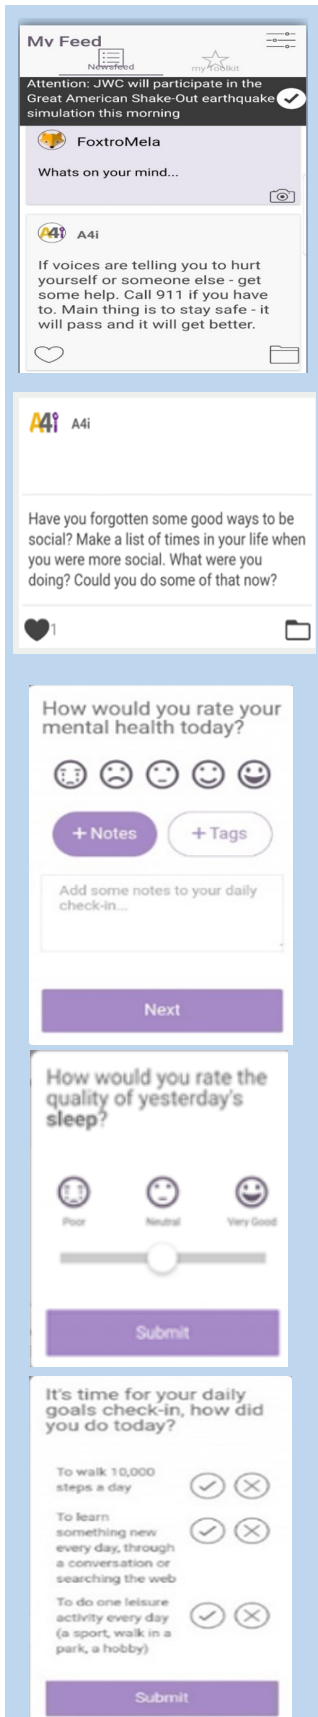 My Feed
Newsfeed
myToolkit
Attention: JWC will participate in the
Great American Shake-Out earthquake
simulation this morning
FoxtroMela
Whats on your mind...
A4i A4i
If voices are telling you to hurt
yourself or someone else - get
some help. Call 911 if you have
to. Main thing is to stay safe - it
will pass and it will get better.
A4i A4i
Have you forgotten some good ways to be
social? Make a list of times in your life when
you were more social. What were you
doing? Could you do some of that now?
1
How would you rate your
mental health today?
+ Notes
+ Tags
Add some notes to your daily
check-in...
Next
How would you rate the
quality of yesterday's
sleep?
Poor
Neutral
Very Good
Submit
It's time for your daily
goals check-in, how did
you do today?
To walk 10,000
steps a day
To learn
something new
every day, through
a conversation or
searching the web
To do one leisure
activity every day
(a sport, walk in a
park, a hobby)
Submit